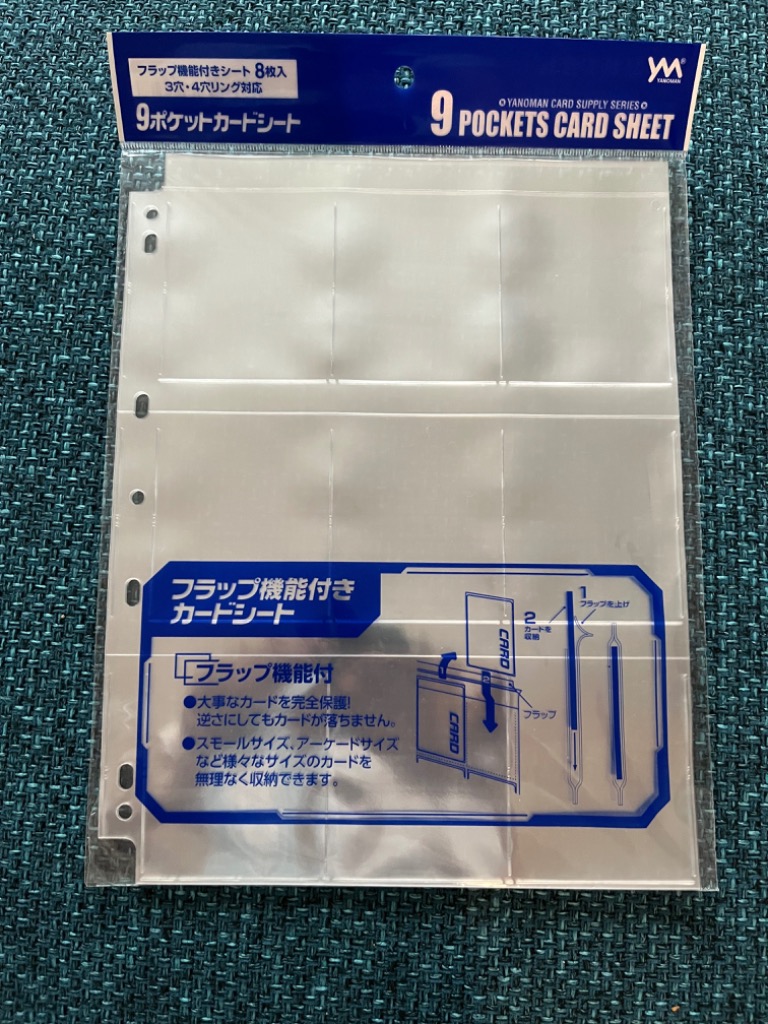 フラップ機能付きシート 8枚入
3穴・4穴リング対応
9ポケットカードシート
YM
YANOMAN
YANOMAN CARD SUPPLY SERIES
9 POCKETS CARD SHEET
フラップ機能付き
カードシート
フラップ機能付
●大事なカードを完全保護!
逆さにしてもカードが落ちません。
●スモールサイズ、アーケードサイズ
など様々なサイズのカードを
無理なく収納できます。
CARD
CARD
フラップ
2
カードを
収納
1
フラップを上げ